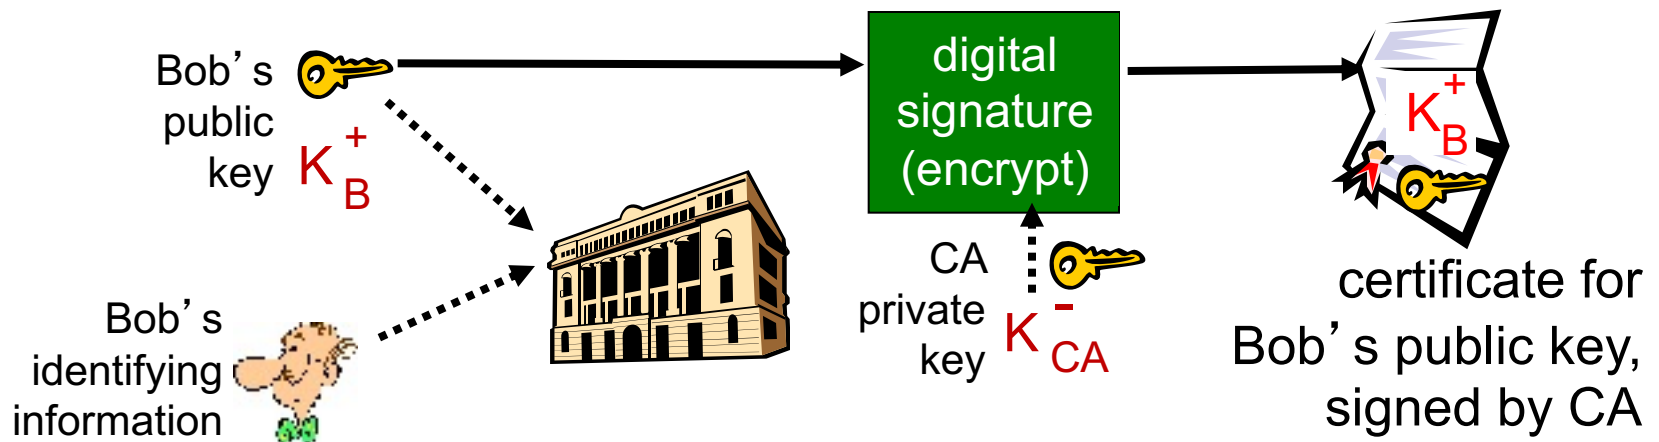 Bob’s
public
key
K+B
digital
signature
(encrypt)
K+B
CA
private
key
K-CA
certificate for
Bob’s public key,
signed by CA
Bob’s
identifying
information